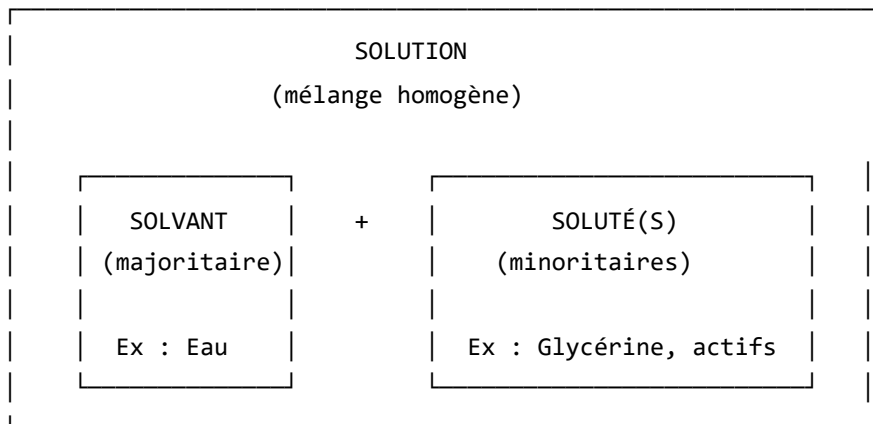 SOLUTION
(mélange homogène)
SOLVANT + SOLUTÉ(S)
(majoritaire) (minoritaires)
Ex : Eau Ex : Glycérine, actifs